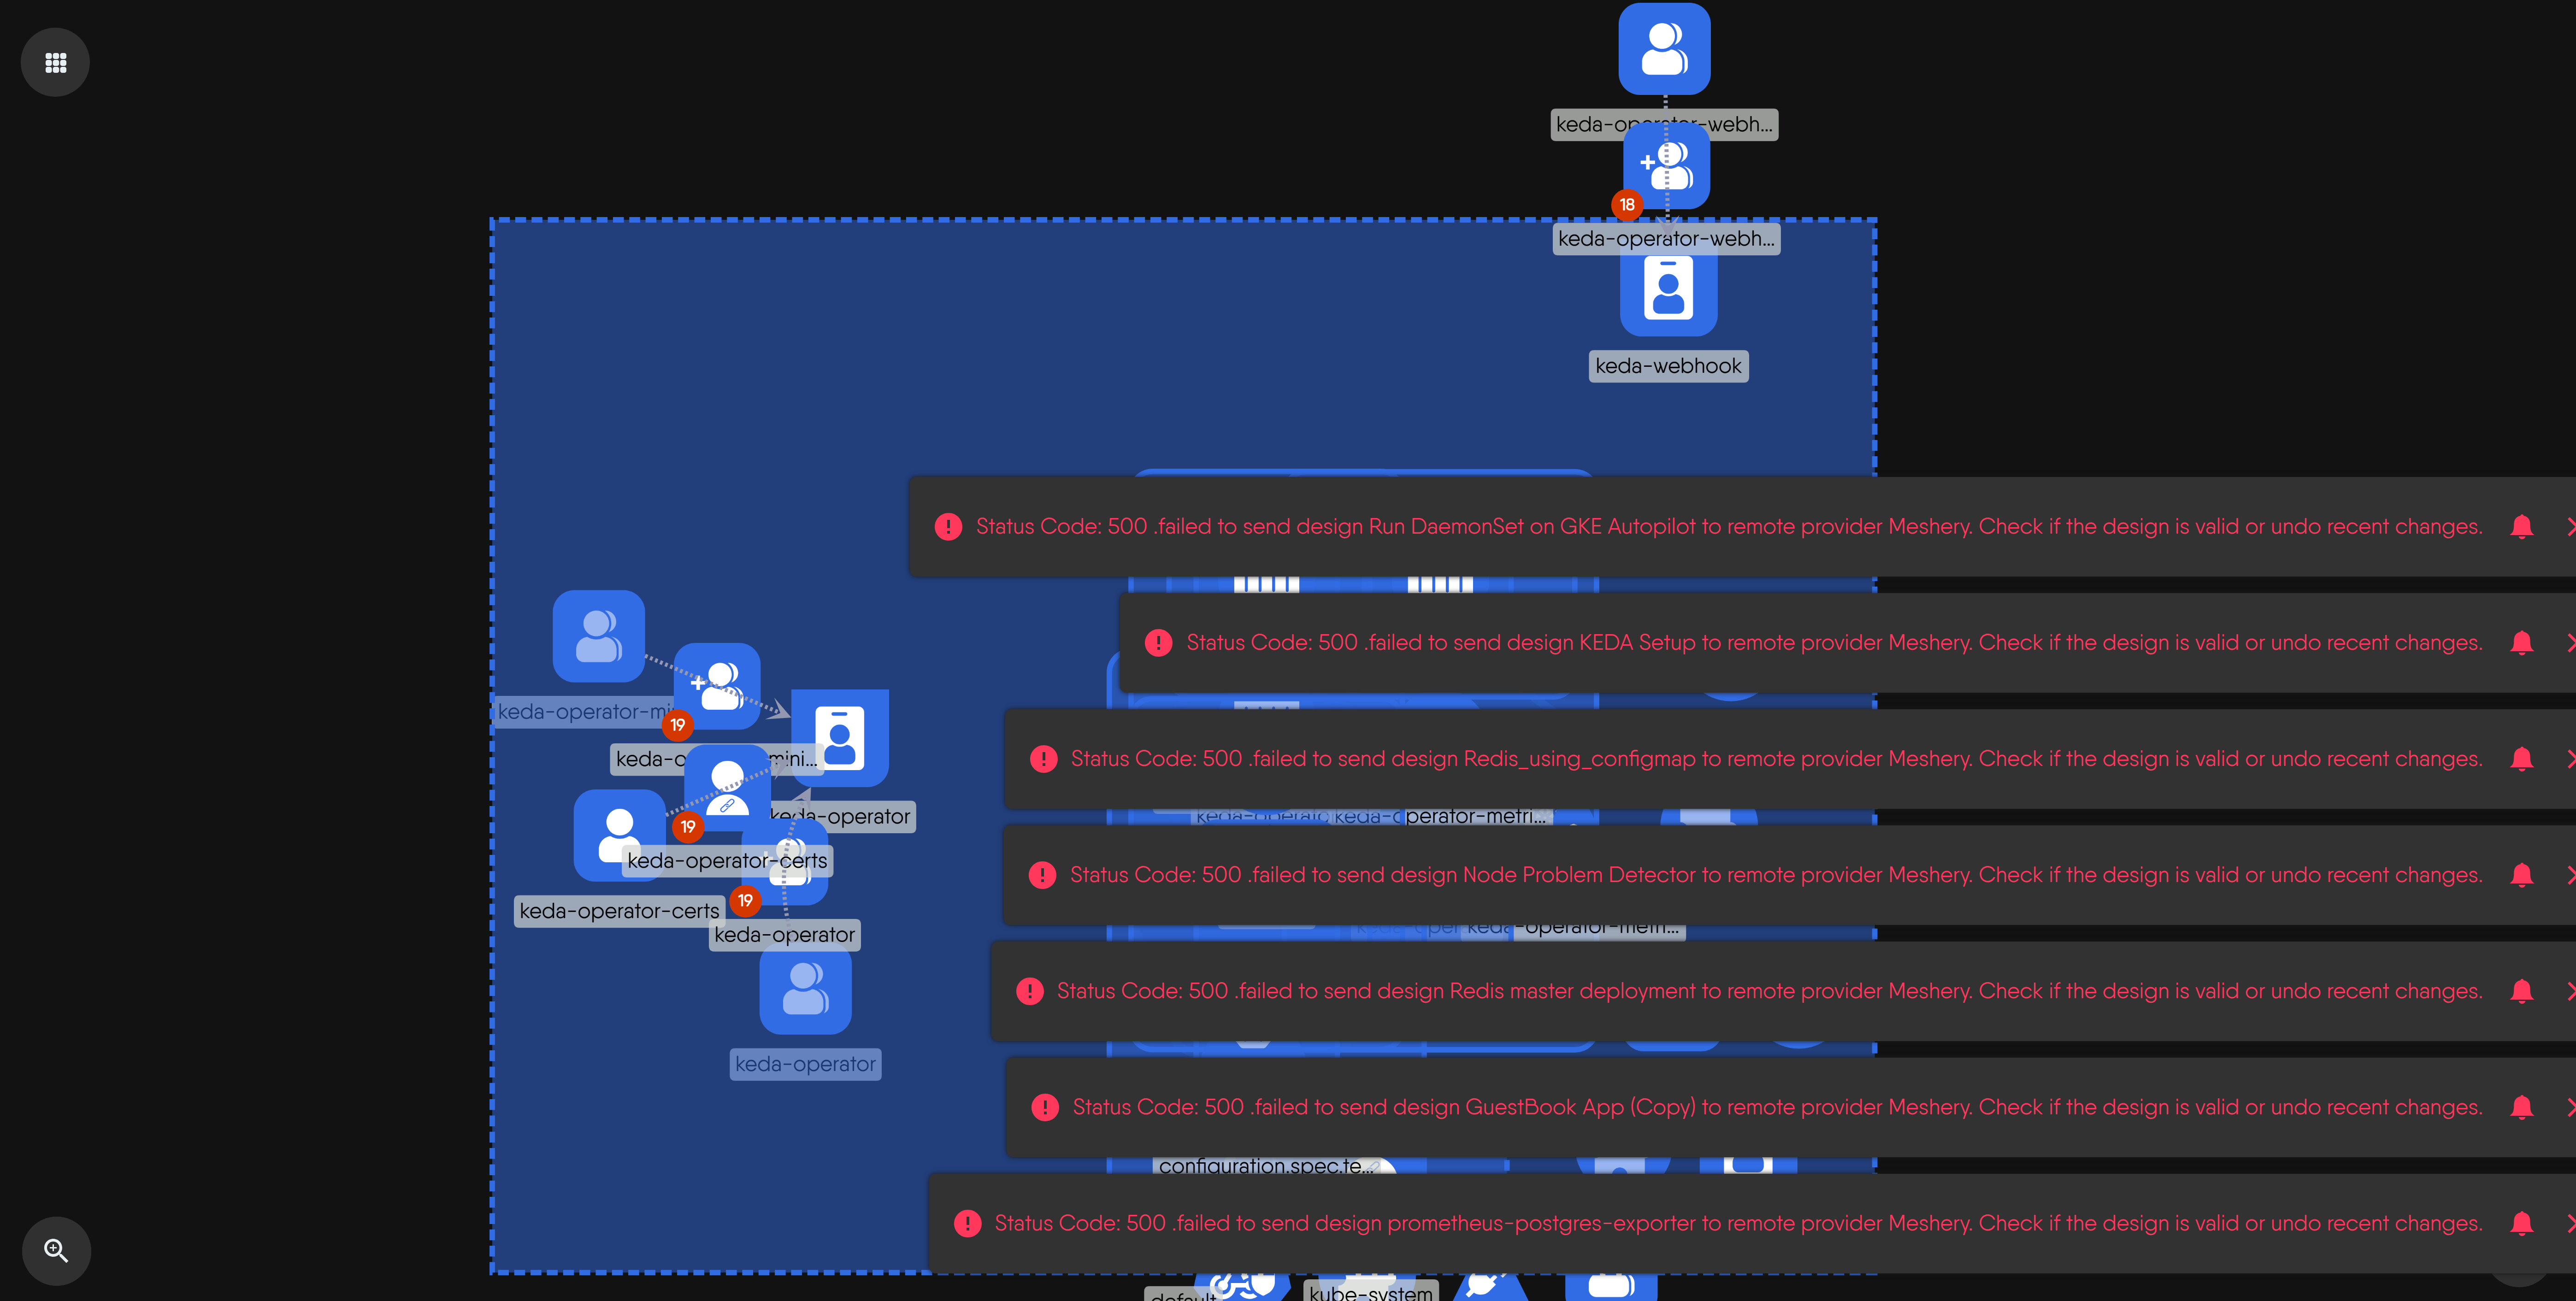 keda-operator-webh...
18
keda-operator-webh...
keda-webhook
Status Code: 500 .failed to send design Run DaemonSet on GKE Autopilot to remote provider Meshery. Check if the design is valid or undo recent changes.
Status Code: 500 .failed to send design KEDA Setup to remote provider Meshery. Check if the design is valid or undo recent changes.
keda-operator-mi
19
keda-o mini...
Status Code: 500 .failed to send design Redis_using_configmap to remote provider Meshery. Check if the design is valid or undo recent changes.
keda-operator
keda-operator-metri...
19
keda-operator-certs
Status Code: 500 .failed to send design Node Problem Detector to remote provider Meshery. Check if the design is valid or undo recent changes.
19
keda-operator-certs
keda-operator
Status Code: 500 .failed to send design Redis master deployment to remote provider Meshery. Check if the design is valid or undo recent changes.
keda-operator
Status Code: 500 .failed to send design GuestBook App (Copy) to remote provider Meshery. Check if the design is valid or undo recent changes.
configuration.spec.te...
Status Code: 500 .failed to send design prometheus-postgres-exporter to remote provider Meshery. Check if the design is valid or undo recent changes.
default
kube-system